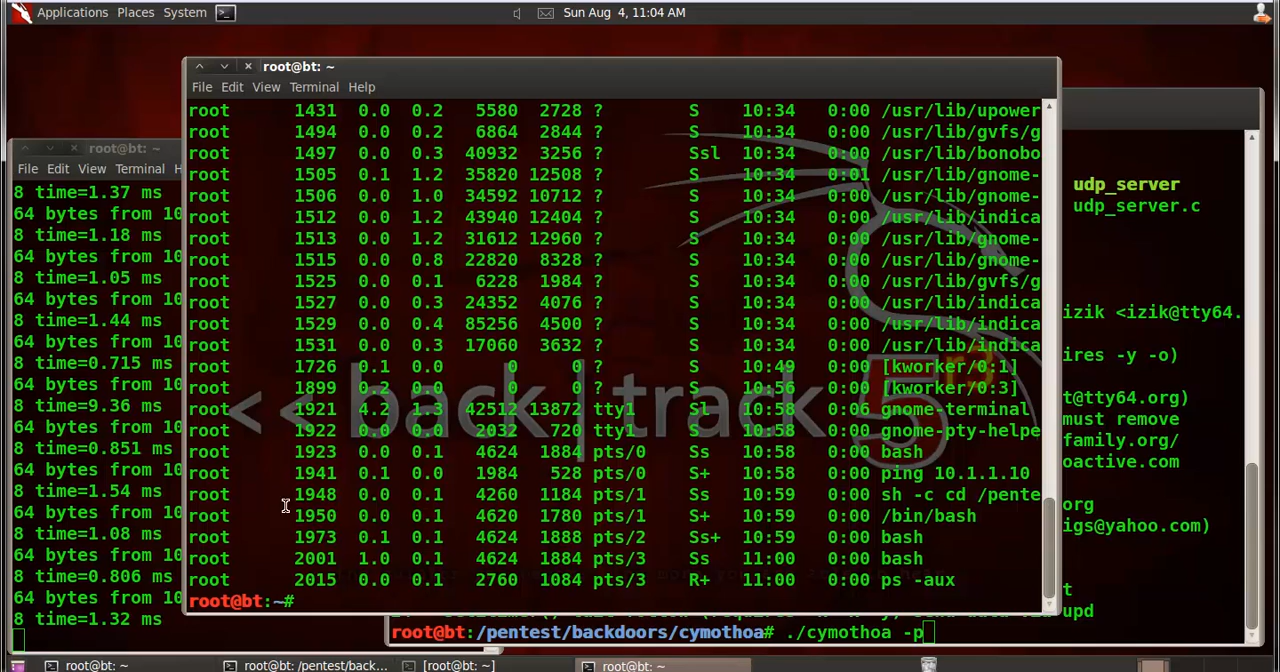 Applications Places System Sun Aug 4, 11:04 AM
root@bt: ~
File Edit View Terminal Help
root 1431 0.0 0.2 5580 2728 ? S 10:34 0:00 /usr/lib/upower
root 1494 0.0 0.2 6864 2844 ? S 10:34 0:00 /usr/lib/gvfs/g
root 1497 0.0 0.3 40932 3256 ? Ssl 10:34 0:00 /usr/lib/bonobo
root 1505 0.1 1.2 35820 12508 ? S 10:34 0:01 /usr/lib/gnome-
root 1506 0.0 1.0 34592 10712 ? S 10:34 0:00 /usr/lib/gnome-
root 1512 0.0 1.2 43940 12404 ? S 10:34 0:00 /usr/lib/indica
root 1513 0.0 1.2 31612 12960 ? S 10:34 0:00 /usr/lib/gnome-
root 1515 0.0 0.8 22820 8328 ? S 10:34 0:00 /usr/lib/gnome-
root 1525 0.0 0.1 6228 1984 ? S 10:34 0:00 /usr/lib/gvfs/g
root 1527 0.0 0.3 24352 4076 ? S 10:34 0:00 /usr/lib/indica
root 1529 0.0 0.4 85256 4500 ? S 10:34 0:00 /usr/lib/indica
root 1531 0.0 0.3 17060 3632 ? S 10:34 0:00 /usr/lib/indica
root 1726 0.1 0.0 0 0 ? S 10:49 0:00 [kworker/0:1]
root 1899 0.2 0.0 0 0 ? S 10:56 0:00 [kworker/0:3]
root 1921 4.2 1.3 42512 13872 tty1 Sl 10:58 0:06 gnome-terminal
root 1922 0.0 0.0 2032 720 tty1 S 10:58 0:00 gnome-pty-helpe
root 1923 0.0 0.1 4624 1884 pts/0 Ss 10:58 0:00 bash
root 1941 0.1 0.0 1984 528 pts/0 S+ 10:58 0:00 ping 10.1.1.10
root 1948 0.0 0.1 4260 1184 pts/1 Ss 10:59 0:00 sh -c cd /pente
root 1950 0.0 0.1 4620 1780 pts/1 S+ 10:59 0:00 /bin/bash
root 1973 0.1 0.1 4624 1888 pts/2 Ss+ 10:59 0:00 bash
root 2001 1.0 0.1 4624 1884 pts/3 Ss 11:00 0:00 bash
root 2015 0.0 0.1 2760 1084 pts/3 R+ 11:00 0:00 ps -aux
root@bt:~#
<< back|track 5 r3
root@bt: ~
File Edit View Terminal H
8 time=1.37 ms
64 bytes from 10
8 time=1.18 ms
64 bytes from 10
8 time=1.05 ms
64 bytes from 10
8 time=1.44 ms
64 bytes from 10
8 time=0.715 ms
64 bytes from 10
8 time=9.36 ms
64 bytes from 10
8 time=0.851 ms
64 bytes from 10
8 time=1.54 ms
64 bytes from 10
8 time=1.08 ms
64 bytes from 10
8 time=0.806 ms
64 bytes from 10
8 time=1.32 ms
udp_server
udp_server.c
izik <izik@tty64.
ires -y -o)
t@tty64.org)
must remove
family.org/
oactive.com
org
igs@yahoo.com)
t
upd
root@bt:/pentest/backdoors/cymothoa# ./cymothoa -p
root@bt: ~
root@bt: /pentest/back...
[root@bt: ~]
root@bt: ~